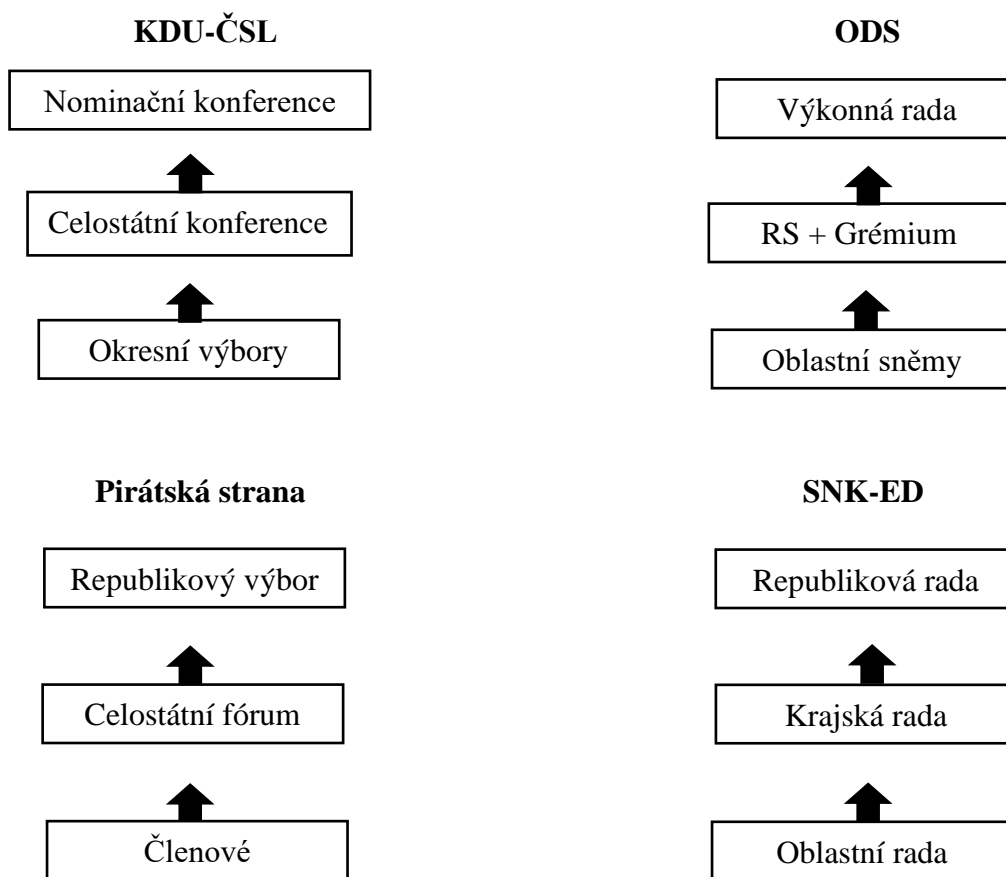 KDU-ČSL
Nominační konference
Celostátní konference
Okresní výbory
ODS
Výkonná rada
RS + Grémium
Oblastní sněmy
Pirátská strana
Republikový výbor
Celostátní fórum
Členové
SNK-ED
Republiková rada
Krajská rada
Oblastní rada